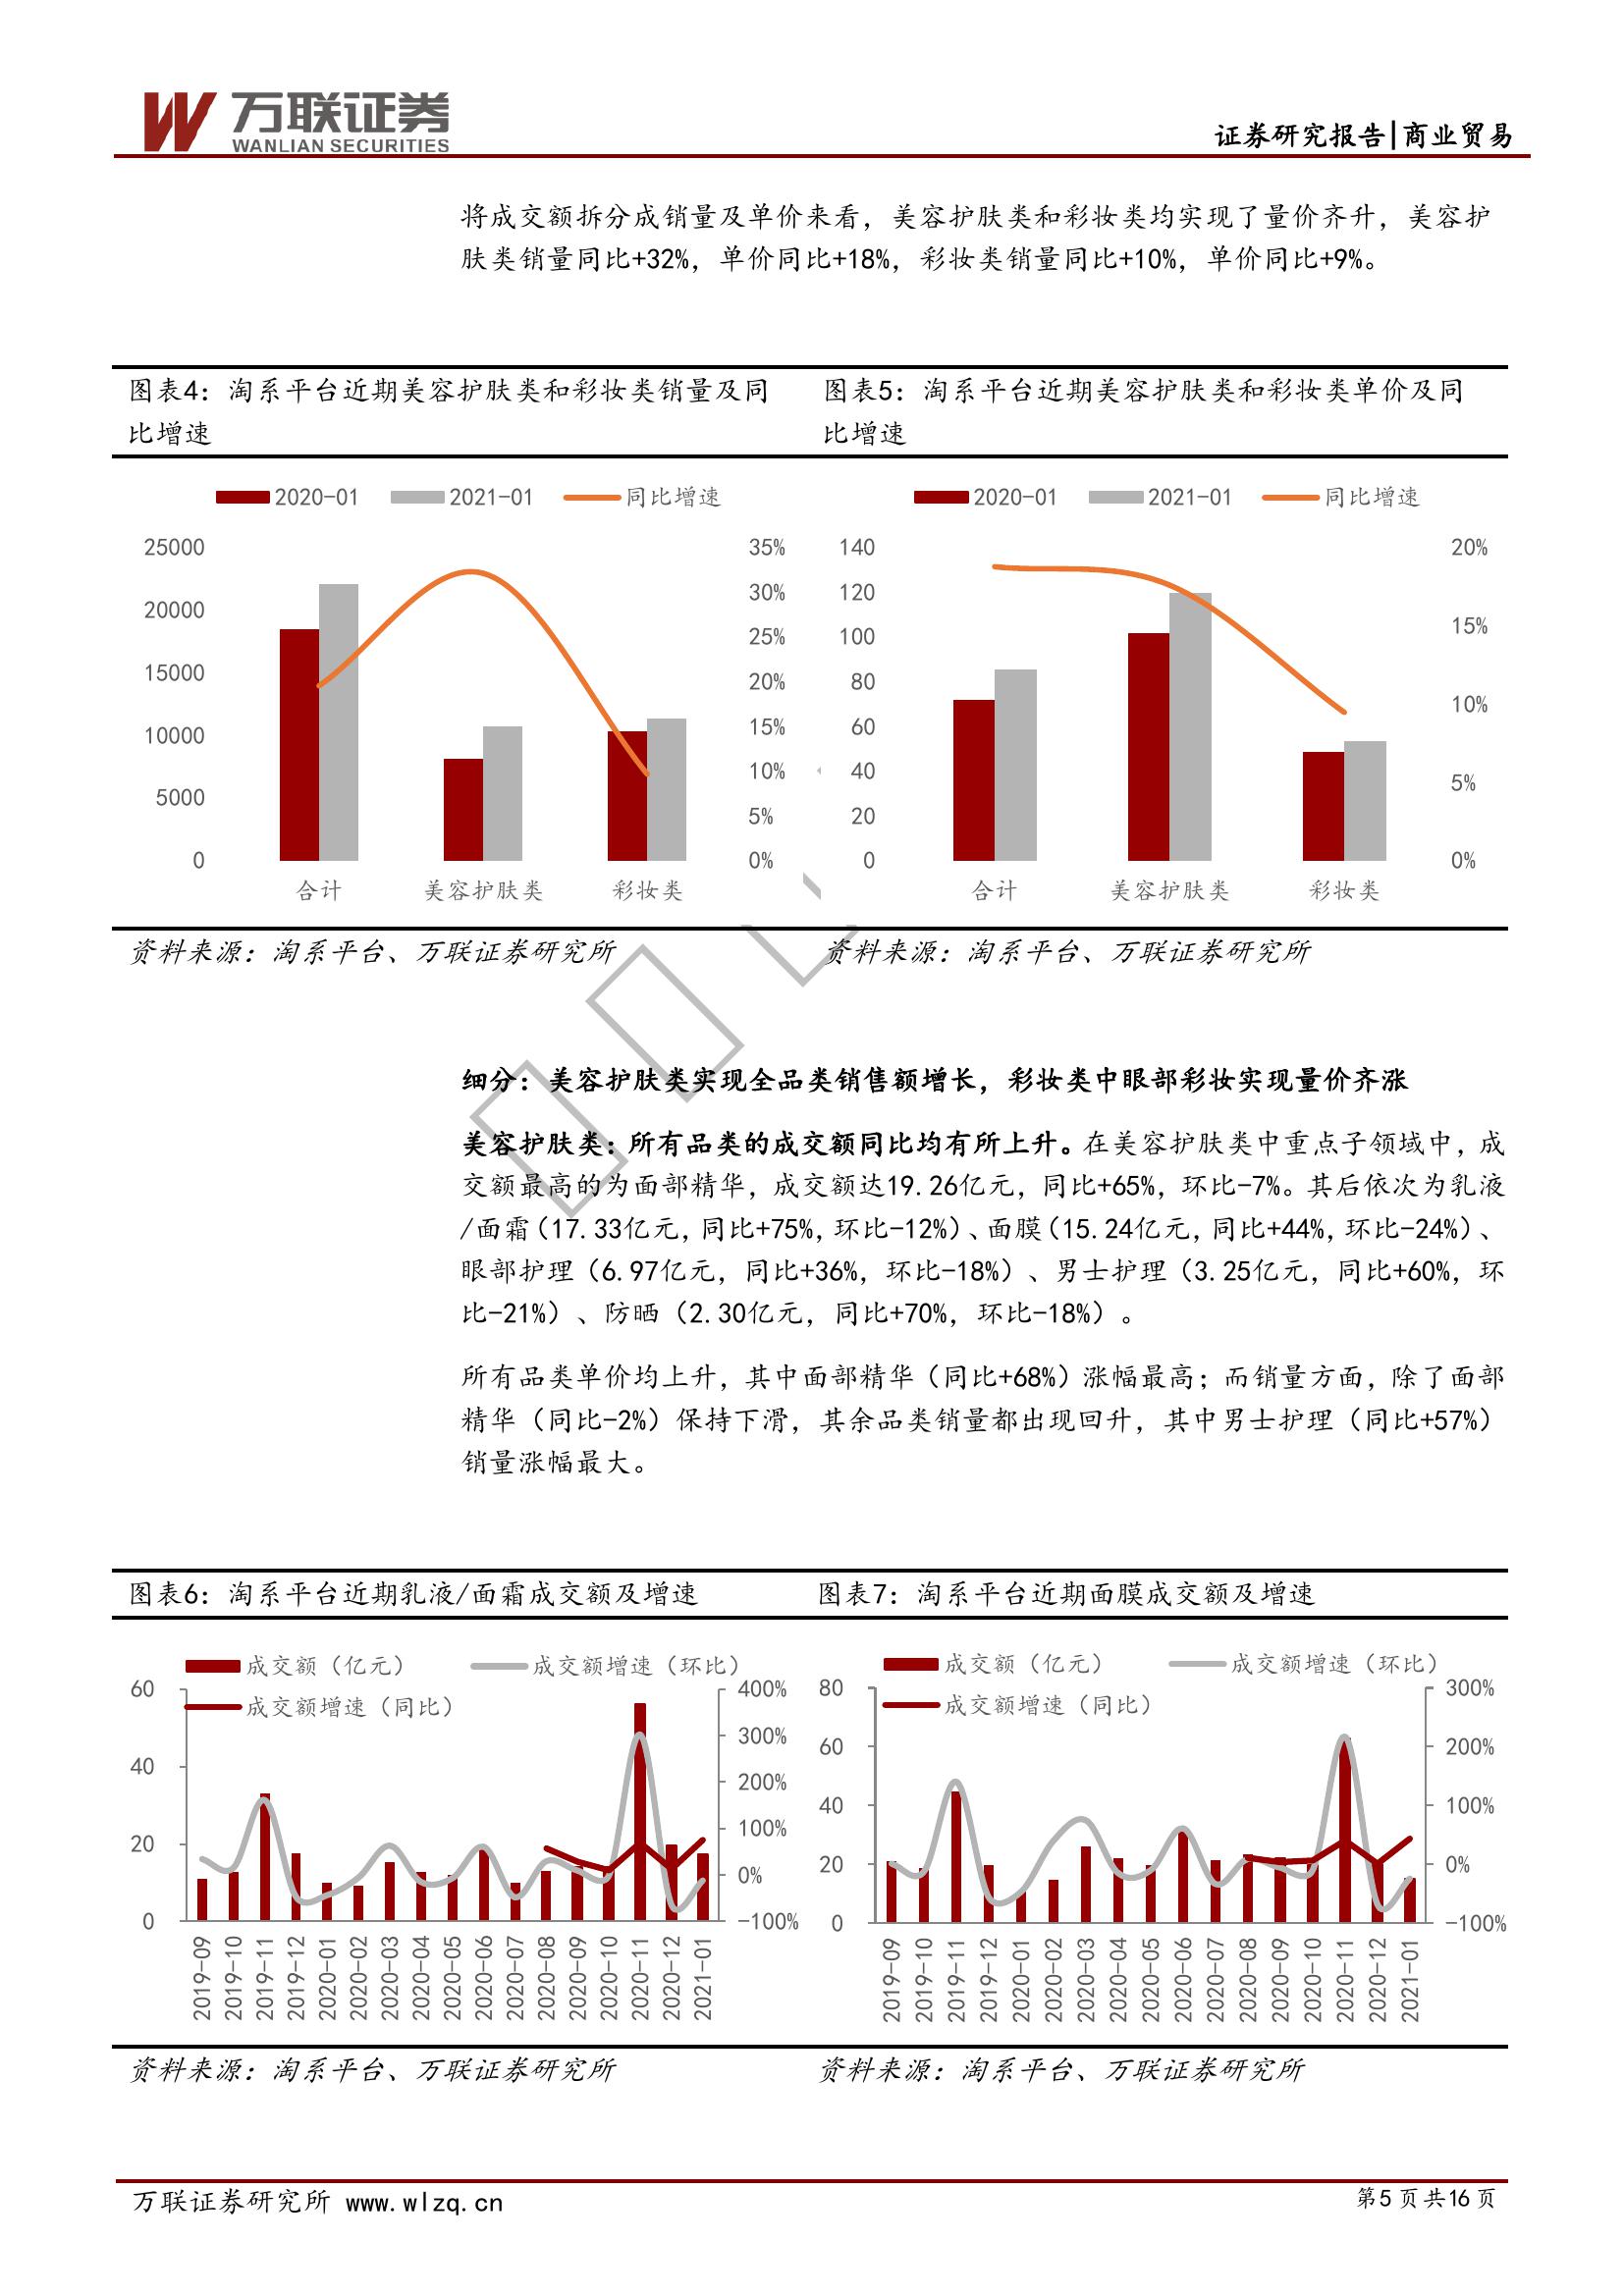 万联证券
WANLIAN SECURITIES
证券研究报告|商业贸易
将成交额拆分成销量及单价来看，美容护肤类和彩妆类均实现了量价齐升，美容护
肤类销量同比+32%，单价同比+18%，彩妆类销量同比+10%，单价同比+9%。
图表4：淘系平台近期美容护肤类和彩妆类销量及同
比增速
2020-01 2021-01 同比增速
25000
20000
15000
10000
5000
0
35%
30%
25%
20%
15%
10%
5%
0%
合计 美容护肤类 彩妆类
资料来源：淘系平台、万联证券研究所
图表5：淘系平台近期美容护肤类和彩妆类单价及同
比增速
2020-01 2021-01 同比增速
140
120
100
80
60
40
20
0
20%
15%
10%
5%
0%
合计 美容护肤类 彩妆类
资料来源：淘系平台、万联证券研究所
细分：美容护肤类实现全品类销售额增长，彩妆类中眼部彩妆实现量价齐涨
美容护肤类：所有品类的成交额同比均有所上升。在美容护肤类中重点子领域中，成
交额最高的为面部精华，成交额达19.26亿元，同比+65%，环比-7%。其后依次为乳液
/面霜（17.33亿元，同比+75%，环比-12%）、面膜（15.24亿元，同比+44%，环比-24%）、
眼部护理（6.97亿元，同比+36%，环比-18%）、男士护理（3.25亿元，同比+60%，环
比-21%）、防晒（2.30亿元，同比+70%，环比-18%）。
所有品类单价均上升，其中面部精华（同比+68%）涨幅最高；而销量方面，除了面部
精华（同比-2%）保持下滑，其余品类销量都出现回升，其中男士护理（同比+57%）
销量涨幅最大。
图表6：淘系平台近期乳液/面霜成交额及增速
成交额（亿元） 成交额增速（环比）
成交额增速（同比）
60
40
20
0
400%
300%
200%
100%
0%
-100%
2019-09
2019-10
2019-11
2019-12
2020-01
2020-02
2020-03
2020-04
2020-05
2020-06
2020-07
2020-08
2020-09
2020-10
2020-11
2020-12
2021-01
资料来源：淘系平台、万联证券研究所
图表7：淘系平台近期面膜成交额及增速
成交额（亿元） 成交额增速（环比）
成交额增速（同比）
80
60
40
20
0
300%
200%
100%
0%
-100%
2019-09
2019-10
2019-11
2019-12
2020-01
2020-02
2020-03
2020-04
2020-05
2020-06
2020-07
2020-08
2020-09
2020-10
2020-11
2020-12
2021-01
资料来源：淘系平台、万联证券研究所
万联证券研究所 www.wlzq.cn
第5页共16页